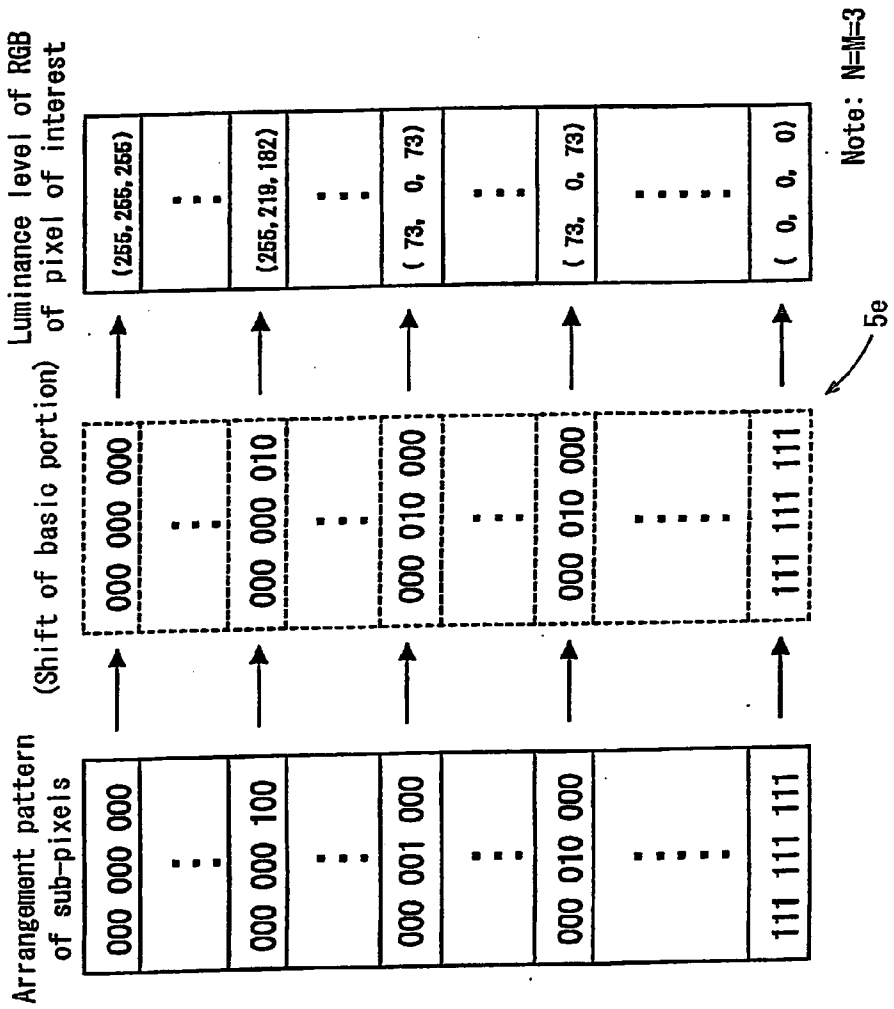 Arrangement pattern
of sub-pixels
000 000 000
000 000 100
000 001 000
000 010 000
111 111 111
(Shift of basic portion)
000 000 000
000 000 010
000 010 000
000 010 000
111 111 111
Luminance level of RGB
of pixel of interest
(255,255,255)
(255,219,182)
( 73, 0, 73)
( 73, 0, 73)
( 0, 0, 0)
5e
Note: N=M=3